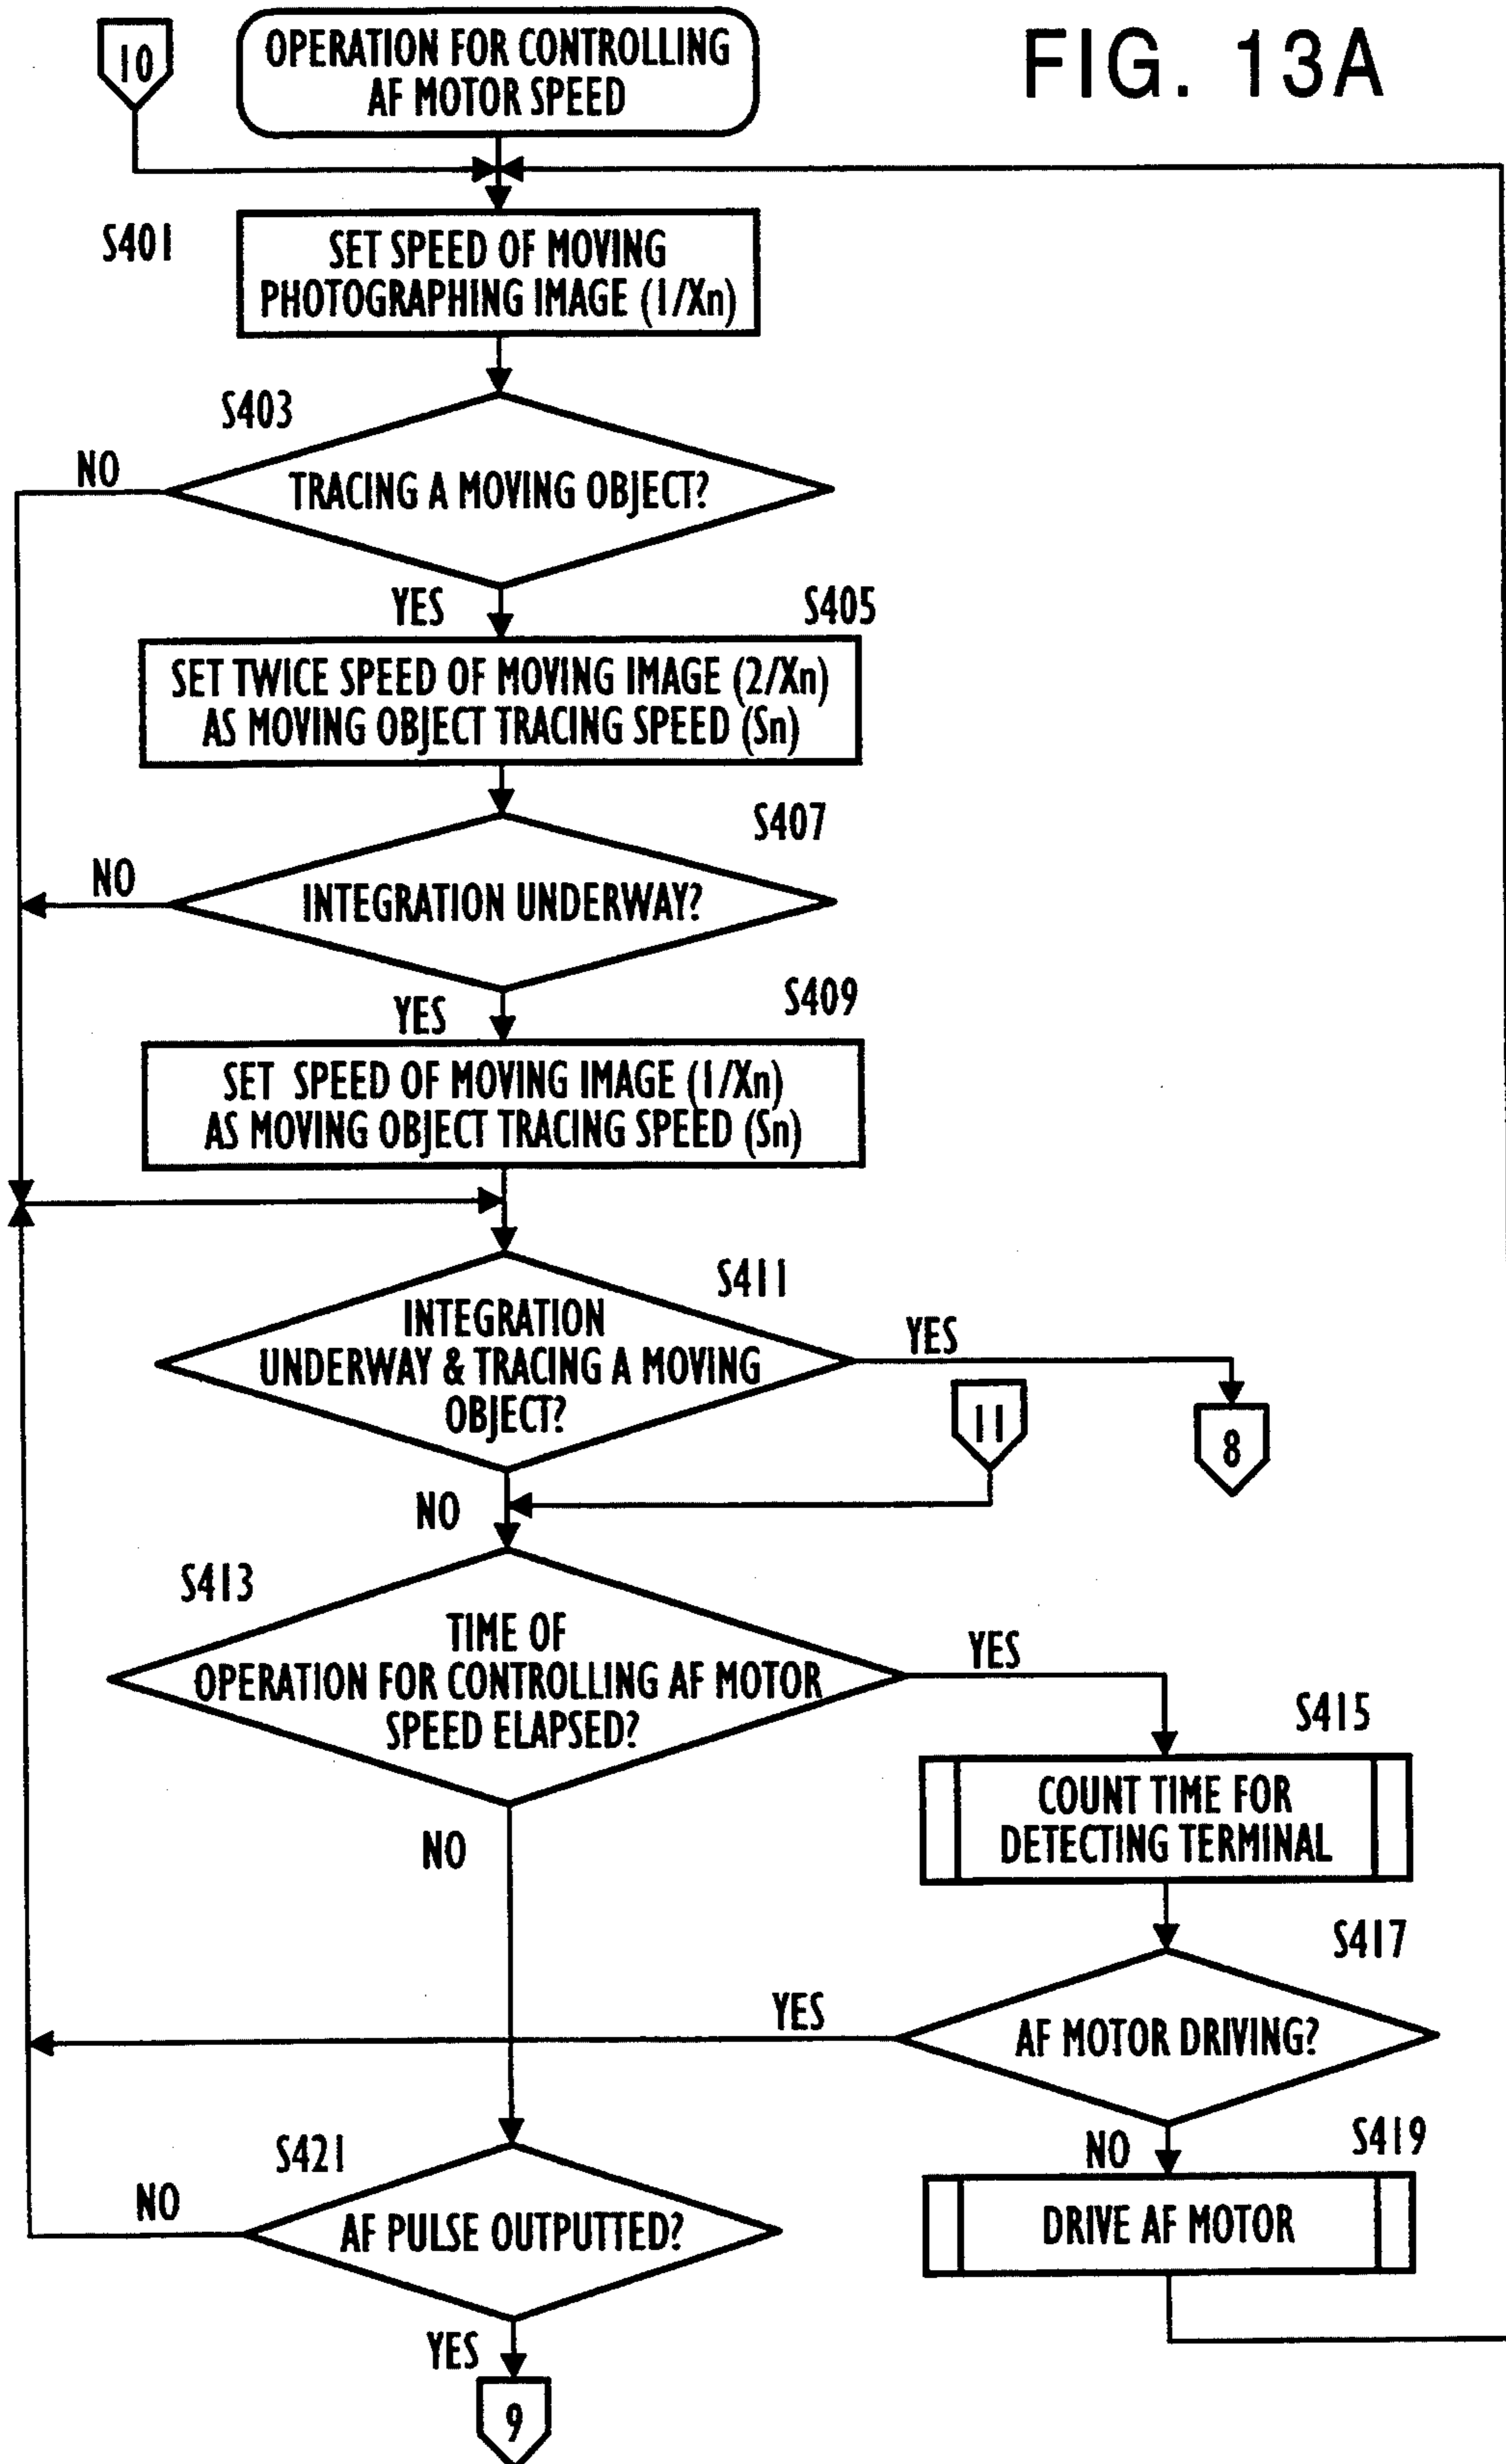 FIG. 13A
10
OPERATION FOR CONTROLLING
AF MOTOR SPEED
S401
SET SPEED OF MOVING
PHOTOGRAPHING IMAGE (1/Xn)
S403
NO
TRACING A MOVING OBJECT?
YES
S405
SET TWICE SPEED OF MOVING IMAGE (2/Xn)
AS MOVING OBJECT TRACING SPEED (Sn)
S407
NO
INTEGRATION UNDERWAY?
YES
S409
SET SPEED OF MOVING IMAGE (1/Xn)
AS MOVING OBJECT TRACING SPEED (Sn)
S411
INTEGRATION
UNDERWAY & TRACING A MOVING
OBJECT?
YES
11
8
NO
S413
TIME OF
OPERATION FOR CONTROLLING AF MOTOR
SPEED ELAPSED?
YES
S415
COUNT TIME FOR
DETECTING TERMINAL
NO
S417
YES
AF MOTOR DRIVING?
S421
NO
S419
NO
AF PULSE OUTPUTTED?
DRIVE AF MOTOR
YES
9